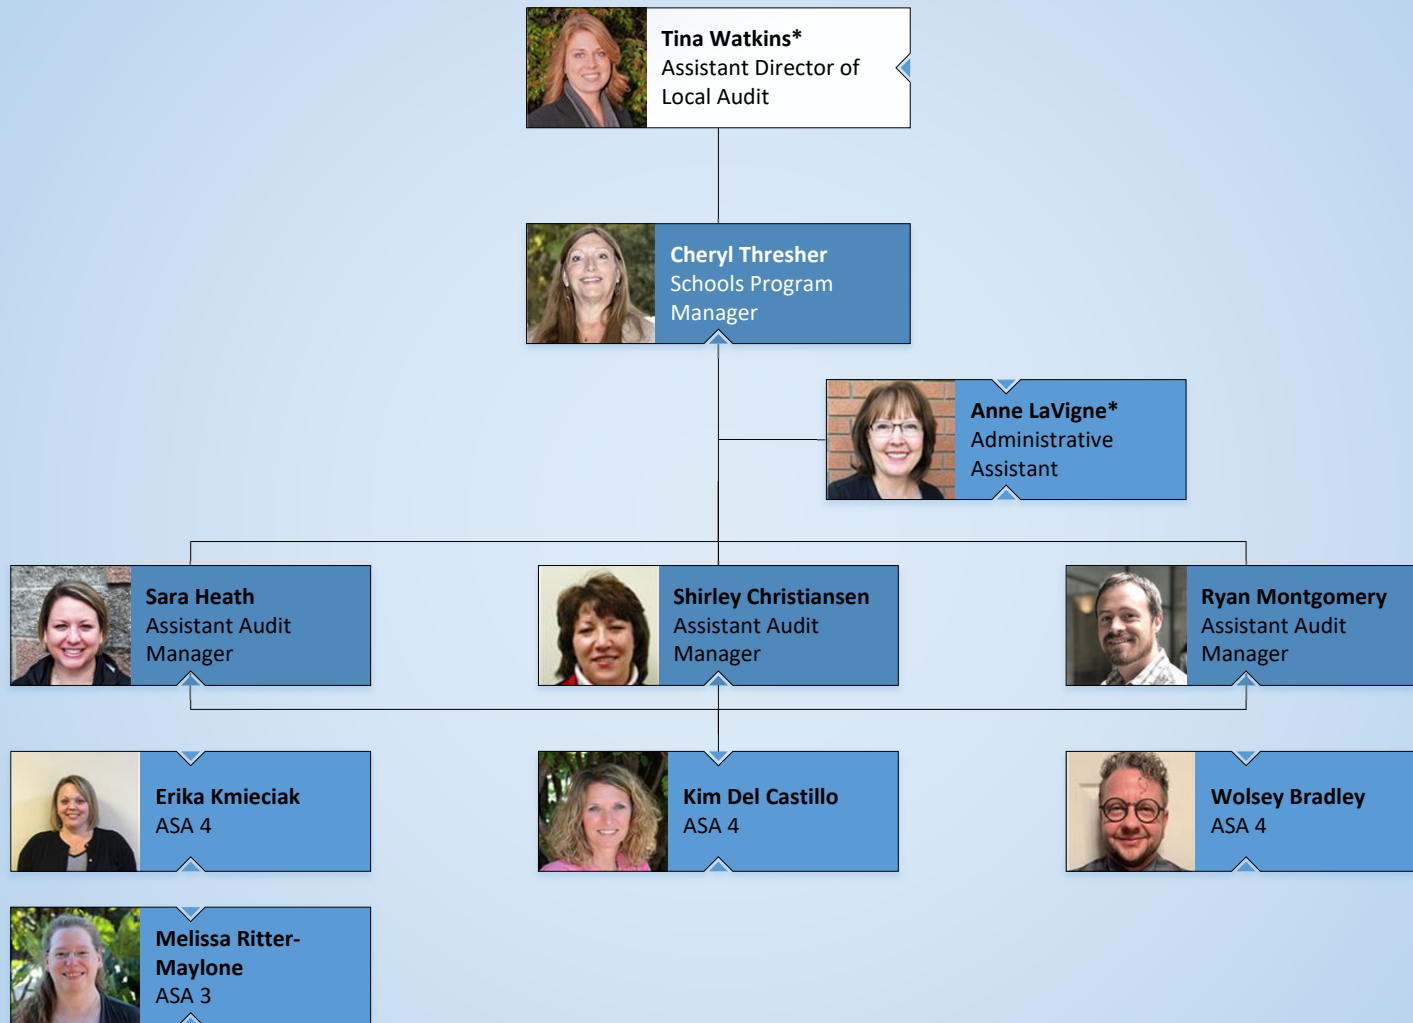 Tina Watkins*
Assistant Director of
Local Audit
Cheryl Thresher
Schools Program
Manager
Anne LaVigne*
Administrative
Assistant
Sara Heath
Assistant Audit
Manager
Shirley Christiansen
Assistant Audit
Manager
Ryan Montgomery
Assistant Audit
Manager
Erika Kmieciak
ASA 4
Kim Del Castillo
ASA 4
Wolsey Bradley
ASA 4
Melissa Ritter-
Maylone
ASA 3